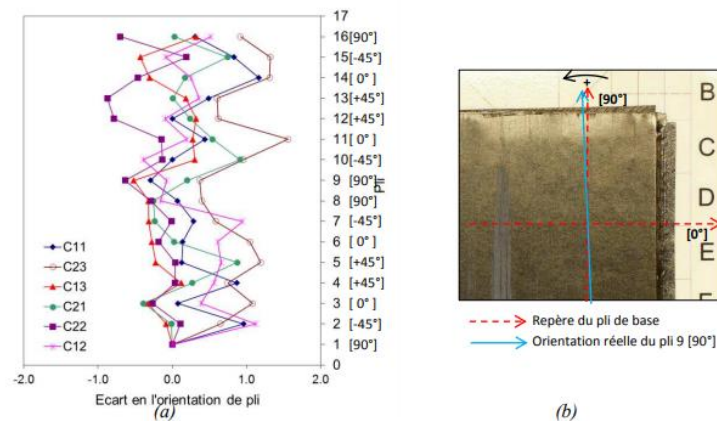 17
16 [90°]
15 [-45°]
14 [ 0°]
13 [+45°]
12 [+45°]
11 [ 0°]
10 [-45°]
9 [90°]
8 [90°]
7 [-45°]
6 [ 0°]
5 [+45°]
4 [+45°]
3 [ 0°]
2 [-45°]
1 [90°]
0
Pli
C11
C23
C13
C21
C22
C12
-2.0 -1.0 0.0 1.0 2.0
Ecart en l'orientation de pli
(a)
+
[90°]
B
C
D
[0°]
E
Repère du pli de base
Orientation réelle du pli 9 [90°]
(b)